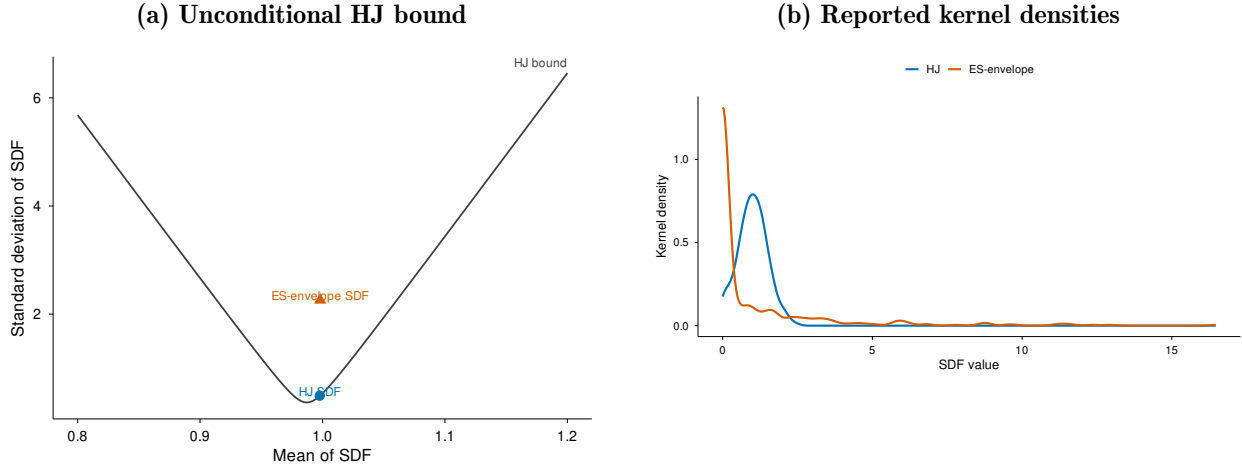 (a) Unconditional HJ bound
HJ bound
6
4
2
ES-envelope SDF
HJ SDF
0.8
0.9
1.0
1.1
1.2
Mean of SDF
Standard deviation of SDF
(b) Reported kernel densities
HJ
ES-envelope
1.0
0.5
0.0
0
5
10
15
SDF value
Kernel density